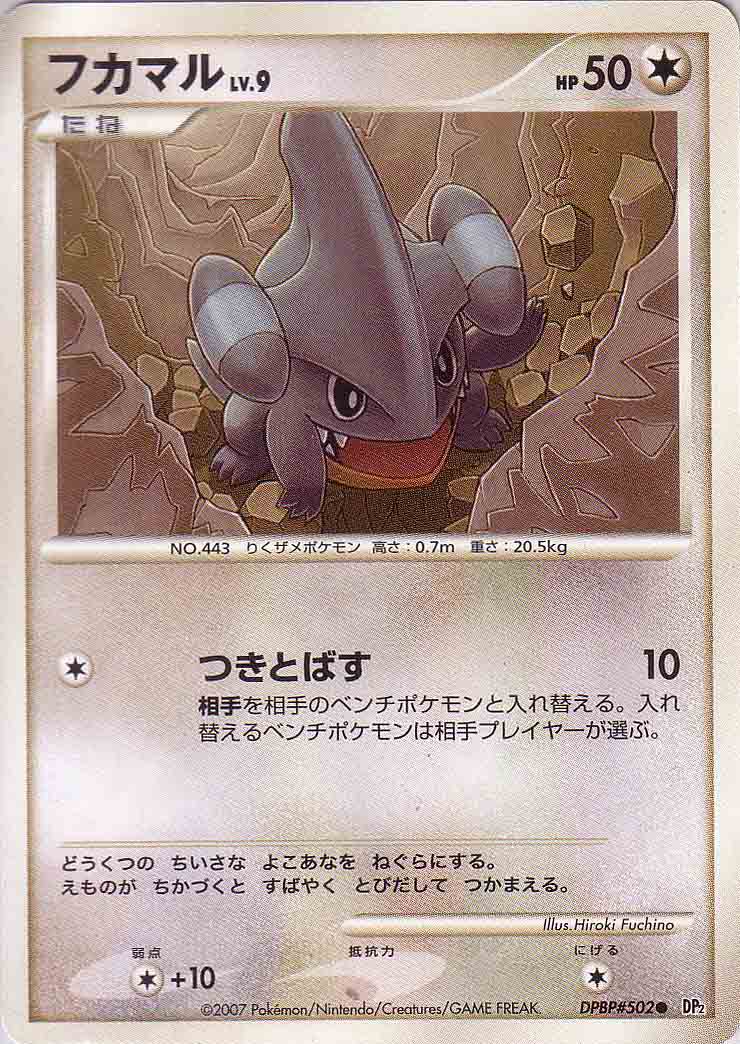 フカマル LV.9 HP 50
たね
NO.443 りくザメポケモン 高さ：0.7m 重さ：20.5kg
つきとばす 10
相手を相手のベンチポケモンと入れ替える。入れ
替えるベンチポケモンは相手プレイヤーが選ぶ。
どうくつの ちいさな よこあなを ねぐらにする。
えものが ちかづくと すばやく とびだして つかまえる。
Illus.Hiroki Fuchino
弱点 抵抗力 にげる
+10
©2007 Pokémon/Nintendo/Creatures/GAME FREAK. DPBP#502● DP2